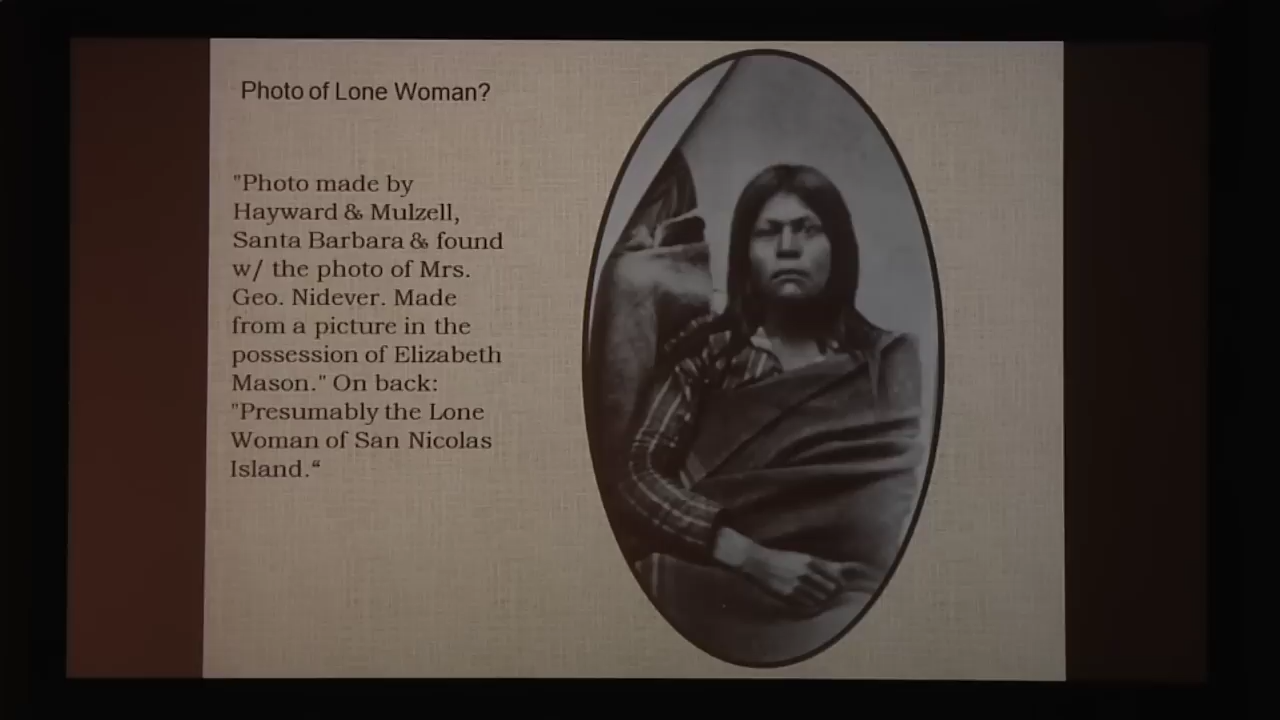 Photo of Lone Woman?
"Photo made by
Hayward & Mulzell,
Santa Barbara & found
w/ the photo of Mrs.
Geo. Nidever. Made
from a picture in the
possession of Elizabeth
Mason." On back:
"Presumably the Lone
Woman of San Nicolas
Island.“